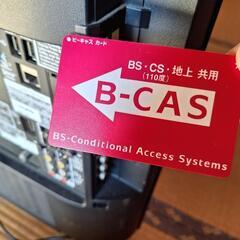 ビーキャス カード
BS・CS・地上 共用
(110度)
B-CAS
BS-Conditional Access Systems